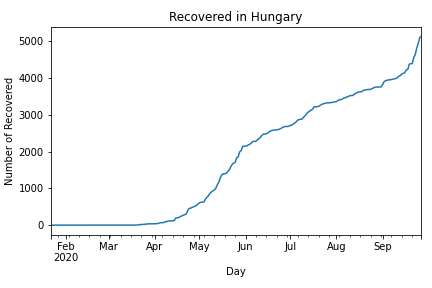 Recovered in Hungary
Number of Recovered
5000
4000
3000
2000
1000
0
Feb Mar Apr May Jun Jul Aug Sep
2020
Day